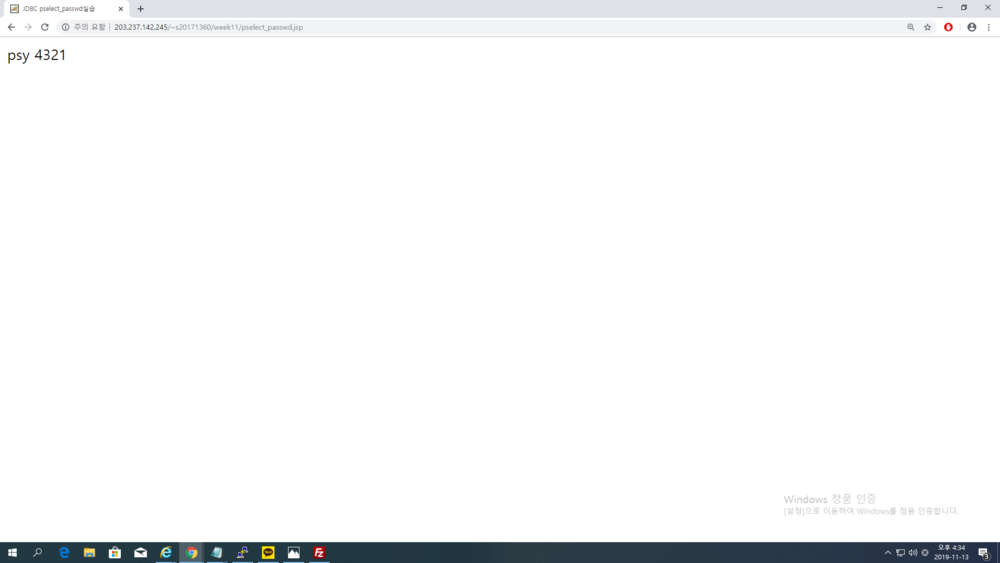 JDBC pselect_passwd실습
주의 요함 203.237.142.245/~s20171360/week11/pselect_passwd.jsp
psy 4321
Windows 정품 인증
[설정]으로 이동하여 Windows를 정품 인증합니다.
오후 4:34
2019-11-13
3